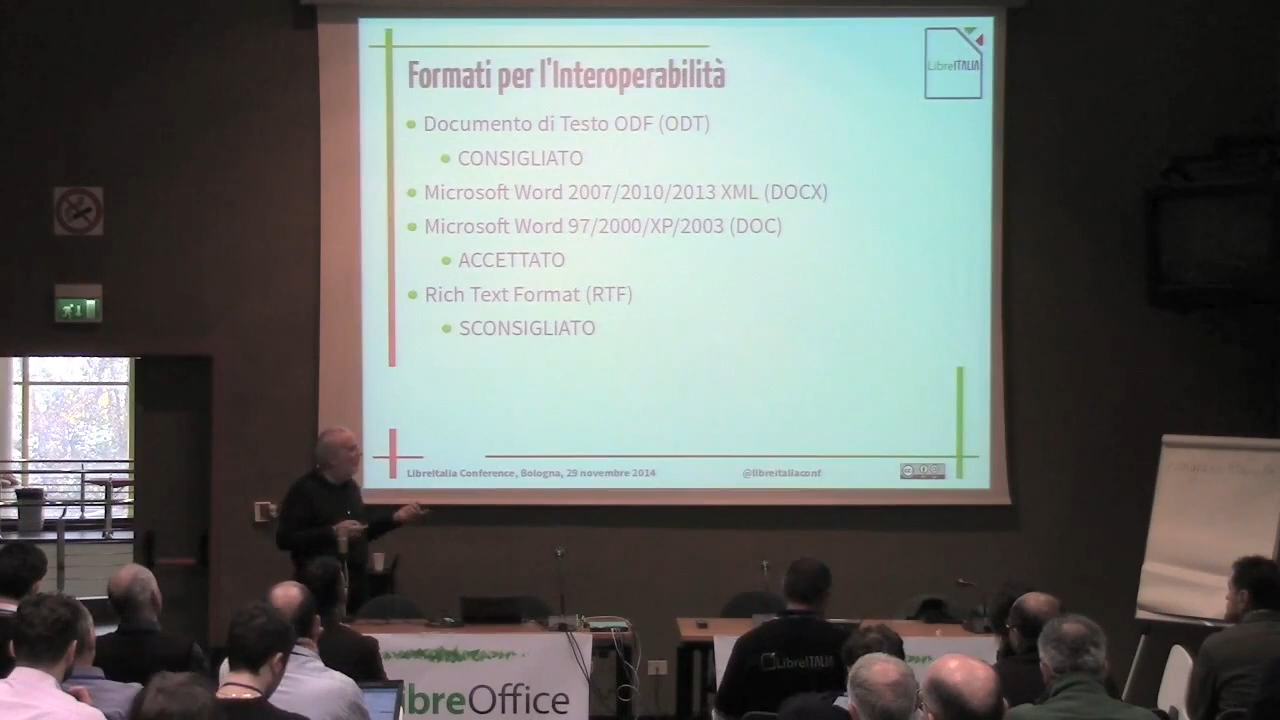 Formati per l'Interoperabilità
LibreITALIA
Documento di Testo ODF (ODT)
CONSIGLIATO
Microsoft Word 2007/2010/2013 XML (DOCX)
Microsoft Word 97/2000/XP/2003 (DOC)
ACCETTATO
Rich Text Format (RTF)
SCONSIGLIATO
LibreItalia Conference, Bologna, 29 novembre 2014
@libreitaliaconf
LibreITALIA
ibreOffice